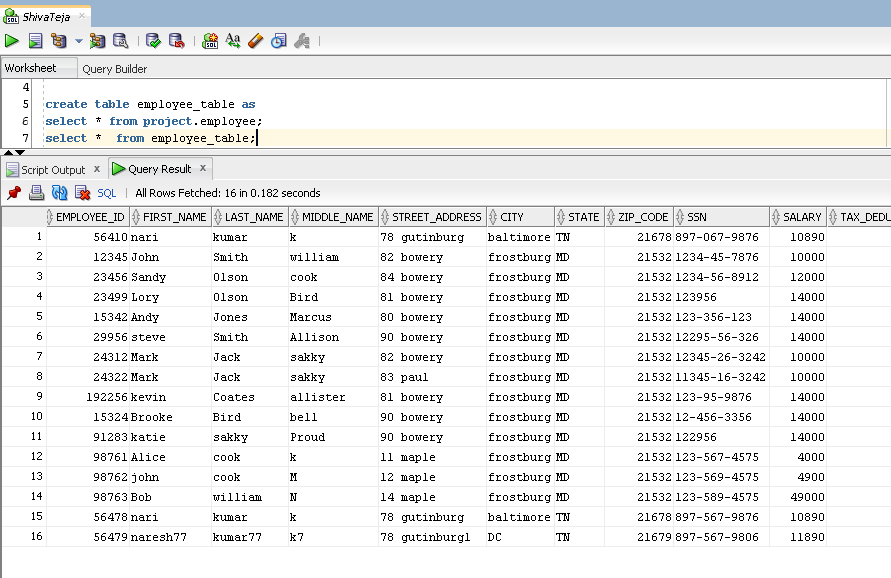 ShivaTeja
Worksheet Query Builder
4
5 create table employee_table as
6 select * from project.employee;
7 select *  from employee_table;
Script Output x Query Result x
SQL | All Rows Fetched: 16 in 0.182 seconds
EMPLOYEE_ID FIRST_NAME LAST_NAME MIDDLE_NAME STREET_ADDRESS CITY STATE ZIP_CODE SSN SALARY TAX_DEDU
1 56410 nari kumar k 78 gutinburg baltimore TN 21678 897-067-9876 10890
2 12345 John Smith william 82 bowery frostburg MD 21532 1234-45-7876 10000
3 23456 Sandy Olson cook 84 bowery frostburg MD 21532 1234-56-8912 12000
4 23499 Lory Olson Bird 81 bowery frostburg MD 21532 123956 14000
5 15342 Andy Jones Marcus 80 bowery frostburg MD 21532 123-356-123 14000
6 29956 steve Smith Allison 90 bowery frostburg MD 21532 12295-56-326 14000
7 24312 Mark Jack sakky 82 bowery frostburg MD 21532 12345-26-3242 10000
8 24322 Mark Jack sakky 83 paul frostburg MD 21532 11345-16-3242 10000
9 192256 kevin Coates allister 81 bowery frostburg MD 21532 123-95-9876 14000
10 15324 Brooke Bird bell 90 bowery frostburg MD 21532 12-456-3356 14000
11 91283 katie sakky Proud 90 bowery frostburg MD 21532 122956 14000
12 98761 Alice cook k 11 maple frostburg MD 21532 123-567-4575 4000
13 98762 john cook M 12 maple frostburg MD 21532 123-569-4575 4900
14 98763 Bob william N 14 maple frostburg MD 21532 123-589-4575 49000
15 56478 nari kumar k 78 gutinburg baltimore TN 21678 897-567-9876 10890
16 56479 naresh77 kumar77 k7 78 gutinburgl DC TN 21679 897-567-9806 11890